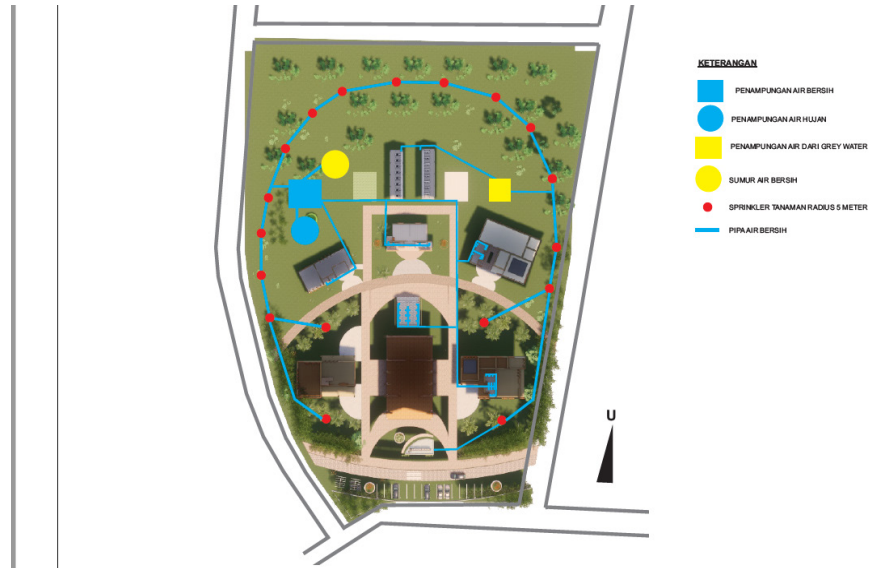 KETERANGAN
PENAMPUNGAN AIR BERSIH
PENAMPUNGAN AIR HUJAN
PENAMPUNGAN AIR DARI GREY WATER
SUMUR AIR BERSIH
SPRINKLER TANAMAN RADIUS 5 METER
PIPA AIR BERSIH
U